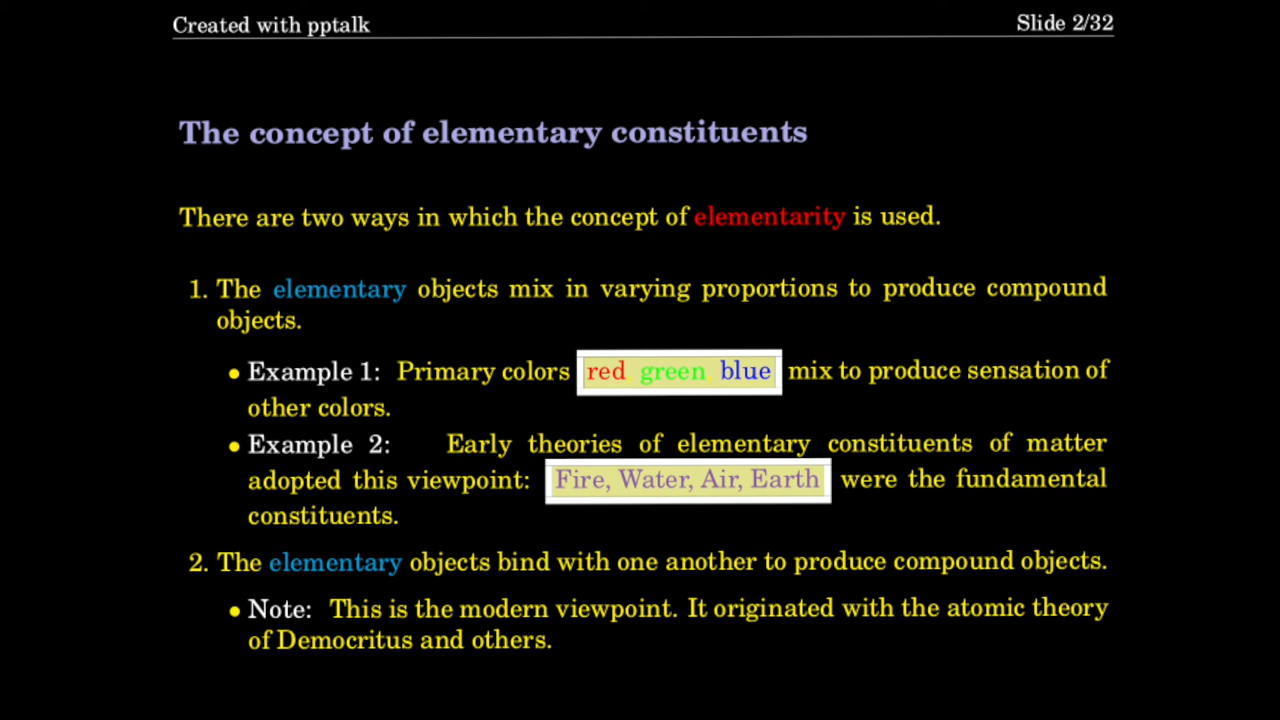 Created with pptalk
Slide 2/32
The concept of elementary constituents
There are two ways in which the concept of elementarity is used.
1. The elementary objects mix in varying proportions to produce compound
objects.
• Example 1: Primary colors red green blue mix to produce sensation of
other colors.
• Example 2: Early theories of elementary constituents of matter
adopted this viewpoint: Fire, Water, Air, Earth were the fundamental
constituents.
2. The elementary objects bind with one another to produce compound objects.
• Note: This is the modern viewpoint. It originated with the atomic theory
of Democritus and others.